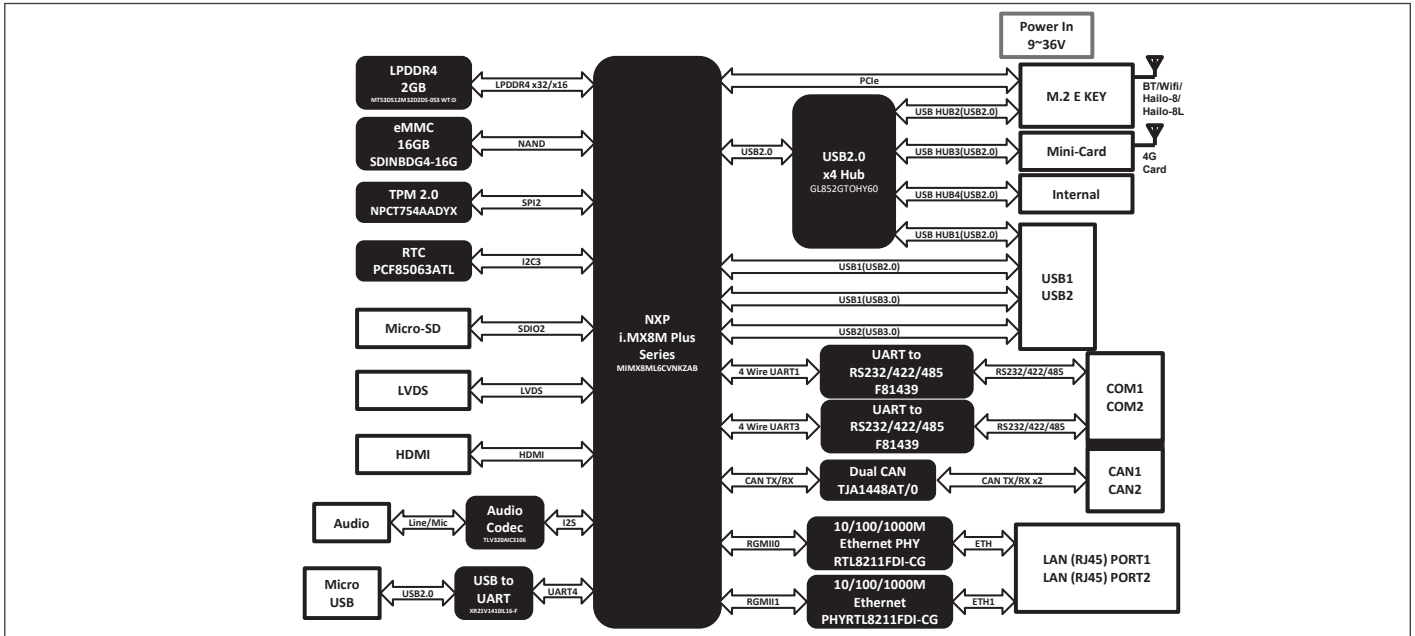 Power In
9~36V
LPDDR4
2GB
MT53D512M32D2DS-053 WT:D
LPDDR4 x32/x16
eMMC
16GB
SDINBDG4-16G
NAND
TPM 2.0
NPCT754AADYX
SPI2
RTC
PCF85063ATL
I2C3
Micro-SD
SDIO2
LVDS
LVDS
HDMI
HDMI
Audio
Line/Mic
Audio
Codec
TLV320AIC3106
I2S
Micro
USB
USB2.0
USB to
UART
XR21V1410IL16-F
UART4
NXP
i.MX8M Plus
Series
MIMX8ML6CVNKZAB
PCIe
M.2 E KEY
BT/Wifi/
Hailo-8/
Hailo-8L
USB2.0
USB2.0
x4 Hub
GL852GTOHY60
USB HUB2(USB2.0)
USB HUB3(USB2.0)
Mini-Card
4G
Card
USB HUB4(USB2.0)
Internal
USB HUB1(USB2.0)
USB1(USB2.0)
USB1(USB3.0)
USB2(USB3.0)
USB1
USB2
4 Wire UART1
UART to
RS232/422/485
F81439
RS232/422/485
4 Wire UART3
UART to
RS232/422/485
F81439
RS232/422/485
COM1
COM2
CAN TX/RX
Dual CAN
TJA1448AT/0
CAN TX/RX x2
CAN1
CAN2
RGMII0
10/100/1000M
Ethernet PHY
RTL8211FDI-CG
ETH
RGMII1
10/100/1000M
Ethernet
PHYRTL8211FDI-CG
ETH1
LAN (RJ45) PORT1
LAN (RJ45) PORT2